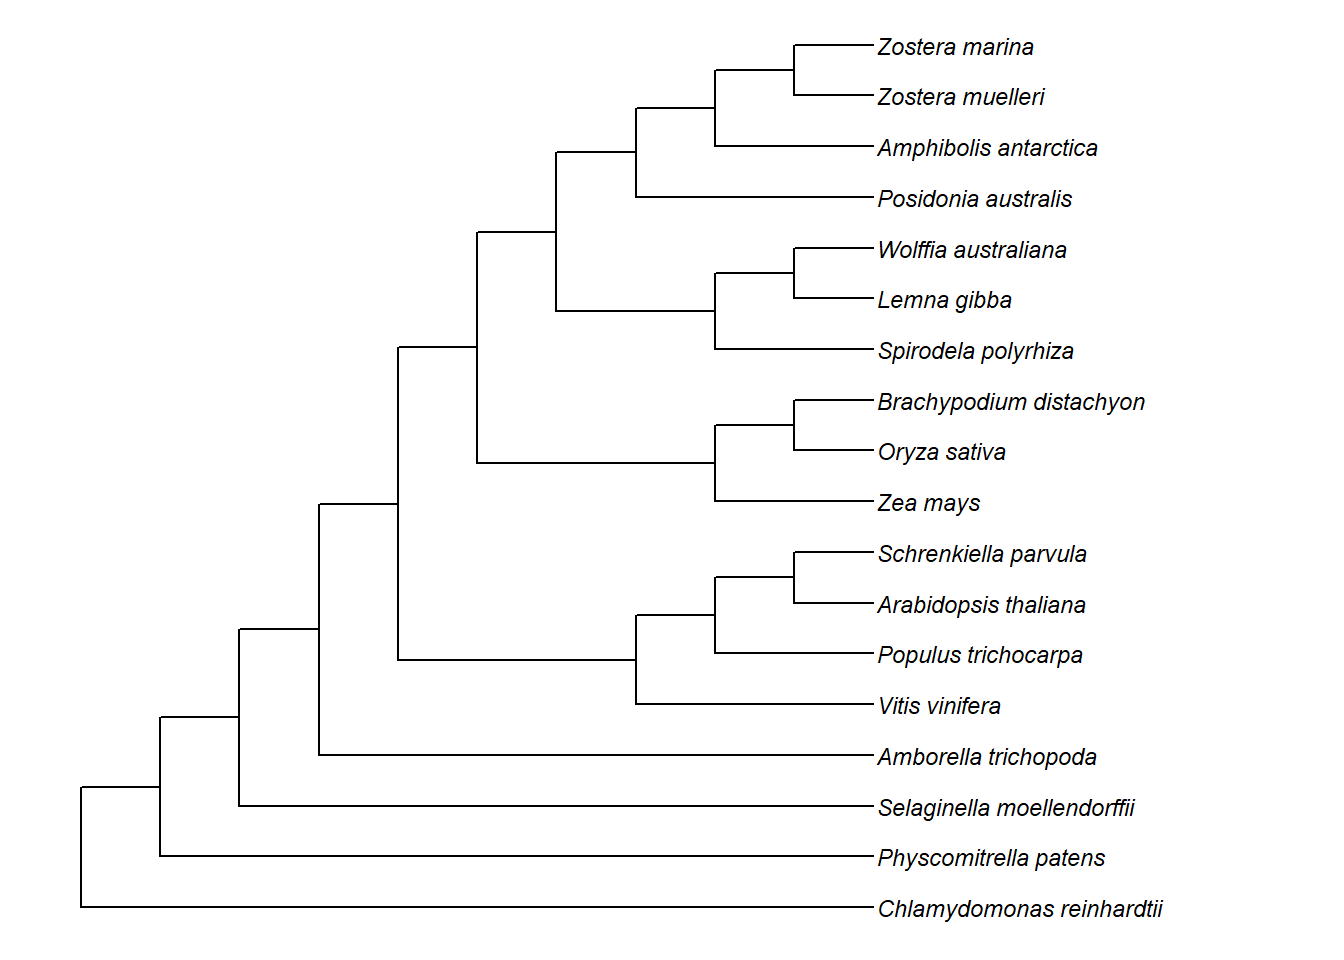 Zostera marina
Zostera muelleri
Amphibolis antarctica
Posidonia australis
Wolffia australiana
Lemna gibba
Spirodela polyrhiza
Brachypodium distachyon
Oryza sativa
Zea mays
Schrenkiella parvula
Arabidopsis thaliana
Populus trichocarpa
Vitis vinifera
Amborella trichopoda
Selaginella moellendorffii
Physcomitrella patens
Chlamydomonas reinhardtii